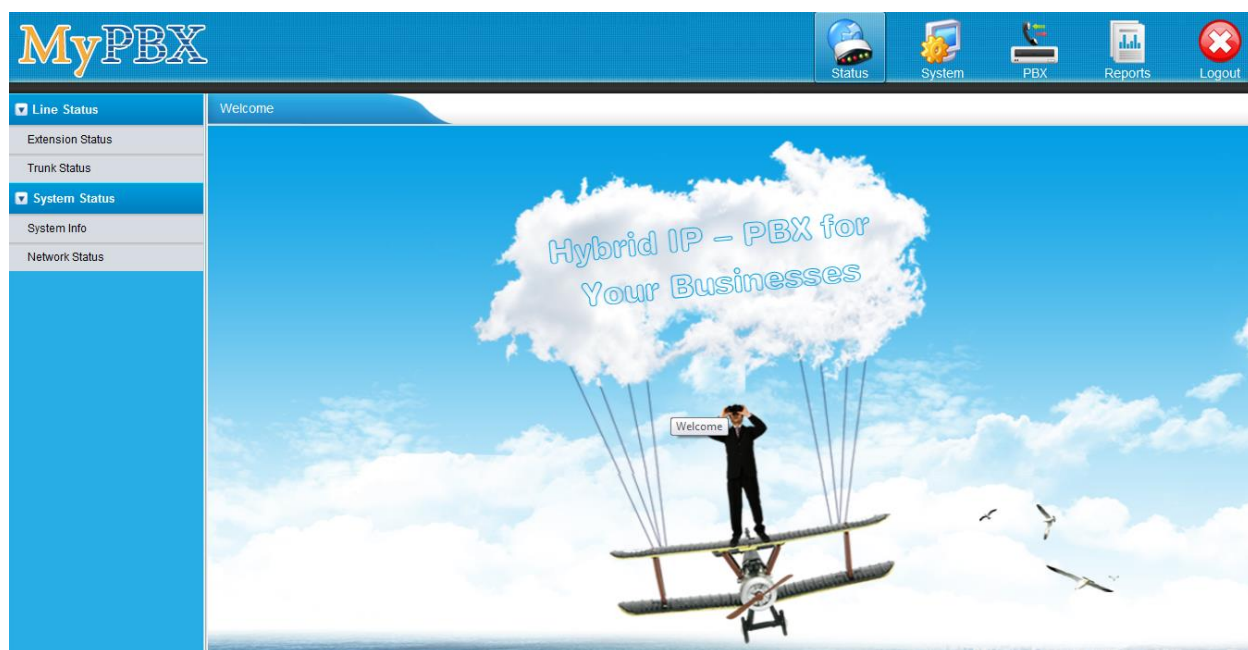 MyPBX
Status
System
PBX
Reports
Logout
Line Status
Extension Status
Trunk Status
System Status
System Info
Network Status
Welcome
Hybrid IP – PBX for
Your Businesses
Welcome